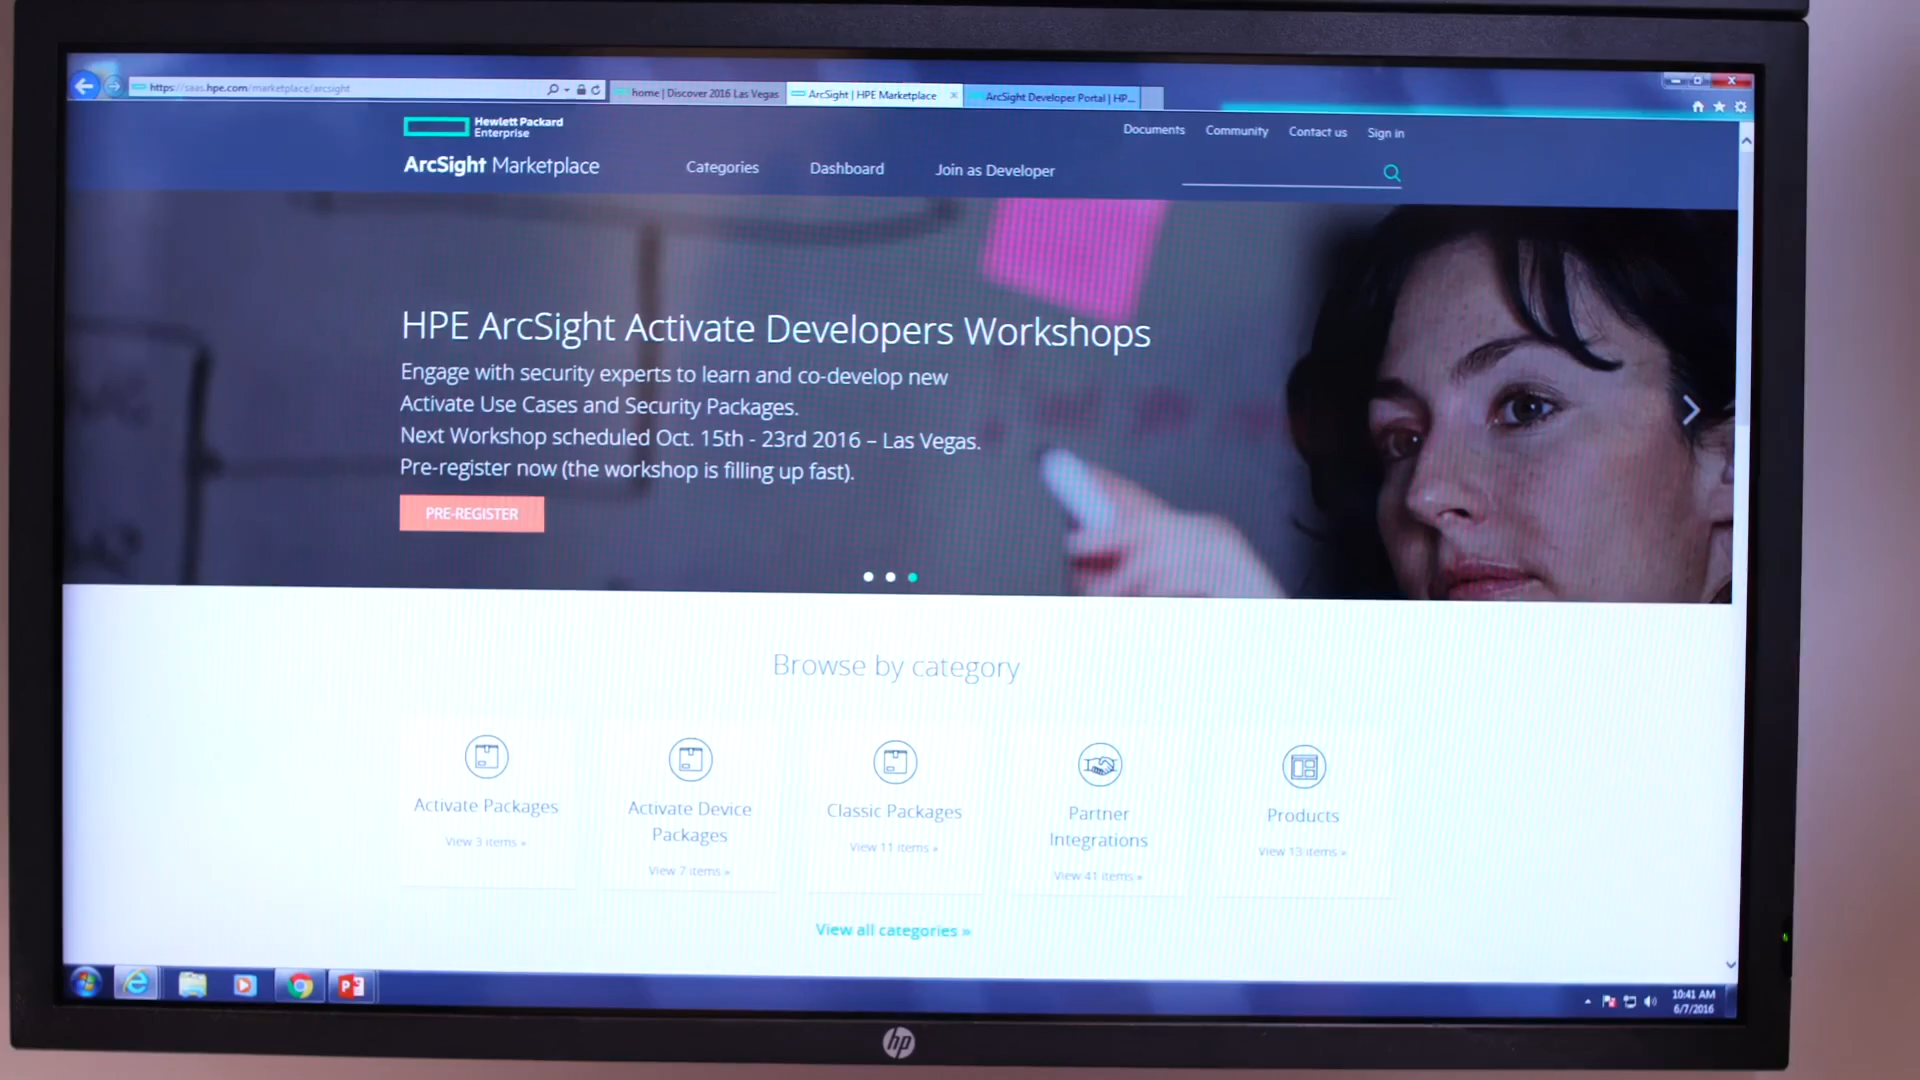 https://saas.hpe.com/marketplace/arcsight
home | Discover 2016 Las Vegas
ArcSight | HPE Marketplace
ArcSight Developer Portal | HP...
Hewlett Packard
Enterprise
Documents
Community
Contact us
Sign in
ArcSight Marketplace
Categories
Dashboard
Join as Developer
HPE ArcSight Activate Developers Workshops
Engage with security experts to learn and co-develop new
Activate Use Cases and Security Packages.
Next Workshop scheduled Oct. 15th - 23rd 2016 – Las Vegas.
Pre-register now (the workshop is filling up fast).
PRE-REGISTER
Browse by category
Activate Packages
View 3 items »
Activate Device
Packages
View 7 items »
Classic Packages
View 11 items »
Partner
Integrations
View 41 items »
Products
View 13 items »
View all categories »
10:41 AM
6/7/2016
hp